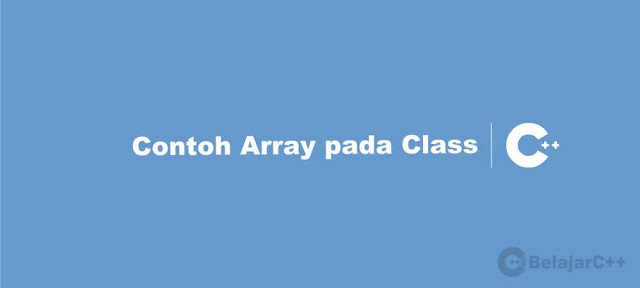 Contoh Array pada Class
C++
C++ BelajarC++